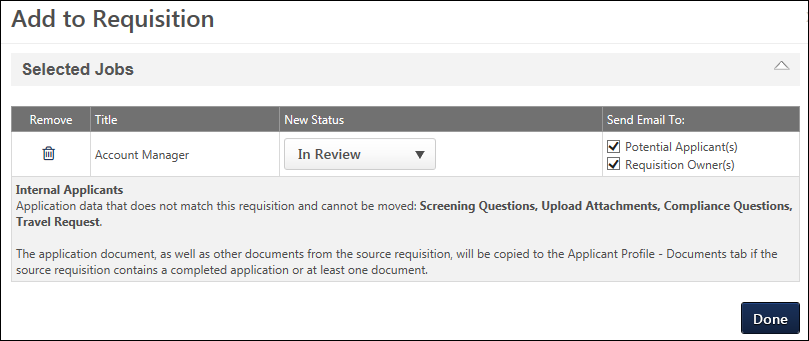 Add to Requisition
Selected Jobs
Remove Title New Status Send Email To:
Account Manager In Review Potential Applicant(s)
Requisition Owner(s)
Internal Applicants
Application data that does not match this requisition and cannot be moved: Screening Questions, Upload Attachments, Compliance Questions,
Travel Request.
The application document, as well as other documents from the source requisition, will be copied to the Applicant Profile - Documents tab if the
source requisition contains a completed application or at least one document.
Done